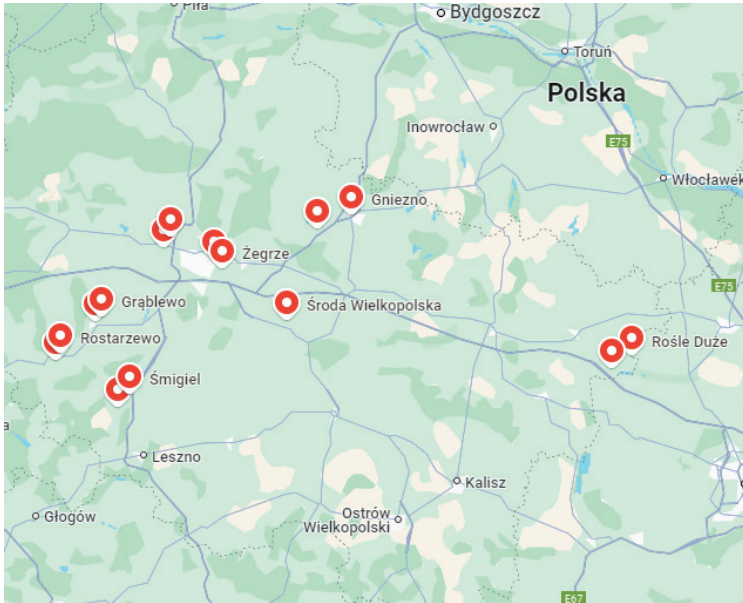 Piła
Bydgoszcz
Toruń
Polska
Inowrocław
E75
Włocławek
Gniezno
Żegrze
E75
Grąblewo
Środa Wielkopolska
Rostarzewo
Rośle Duże
Śmigiel
a
Leszno
Kalisz
Głogów
Ostrów
Wielkopolski
E67